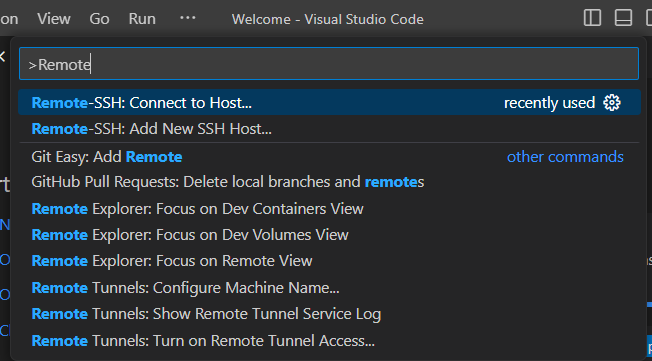 on View Go Run ... Welcome - Visual Studio Code
>Remote
Remote-SSH: Connect to Host... recently used
Remote-SSH: Add New SSH Host...
Git Easy: Add Remote other commands
GitHub Pull Requests: Delete local branches and remotes
Remote Explorer: Focus on Dev Containers View
Remote Explorer: Focus on Dev Volumes View
Remote Explorer: Focus on Remote View
Remote Tunnels: Configure Machine Name...
Remote Tunnels: Show Remote Tunnel Service Log
Remote Tunnels: Turn on Remote Tunnel Access...